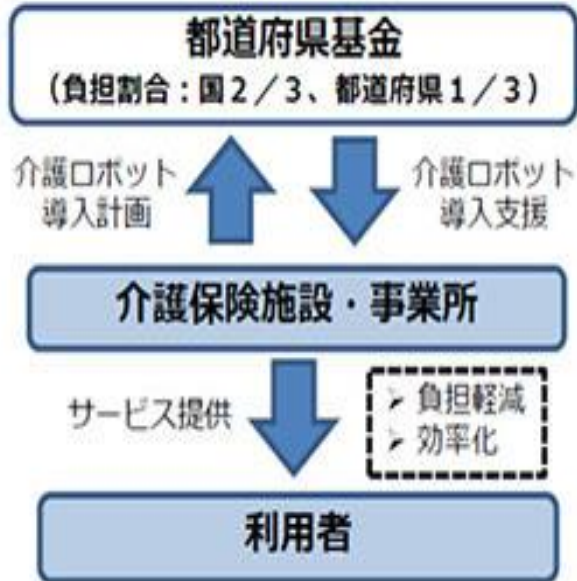 都道府県基金
(負担割合：国２／３、都道府県１／３)
介護ロボット
導入計画
介護ロボット
導入支援
介護保険施設・事業所
サービス提供
➢ 負担軽減
➢ 効率化
利用者